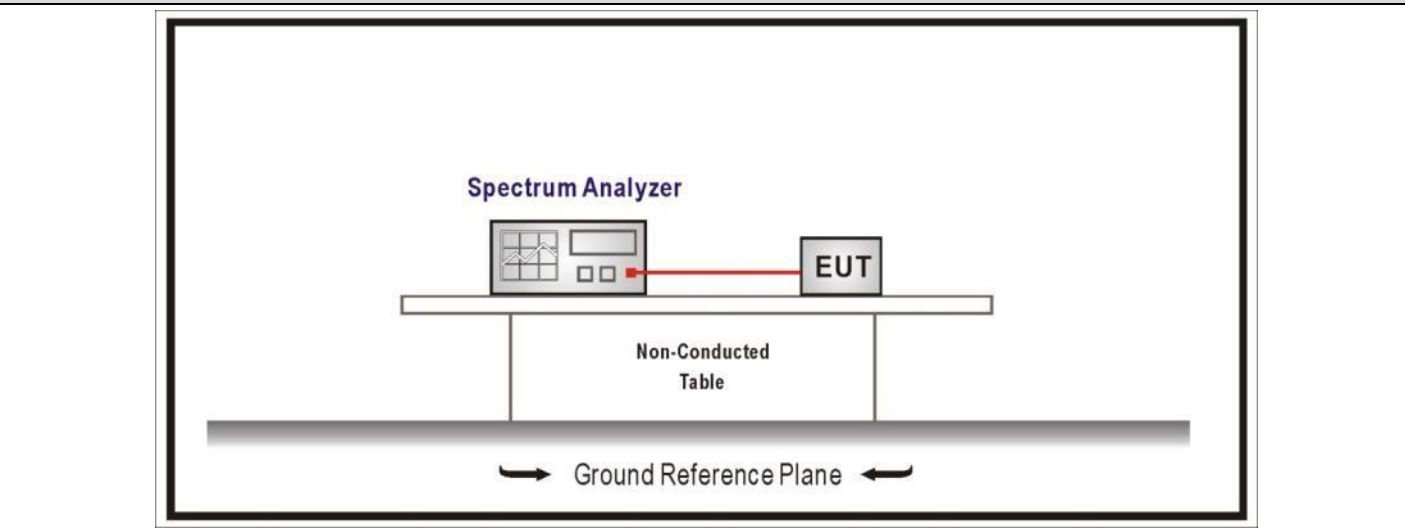 Spectrum Analyzer
EUT
Non-Conducted
Table
Ground Reference Plane